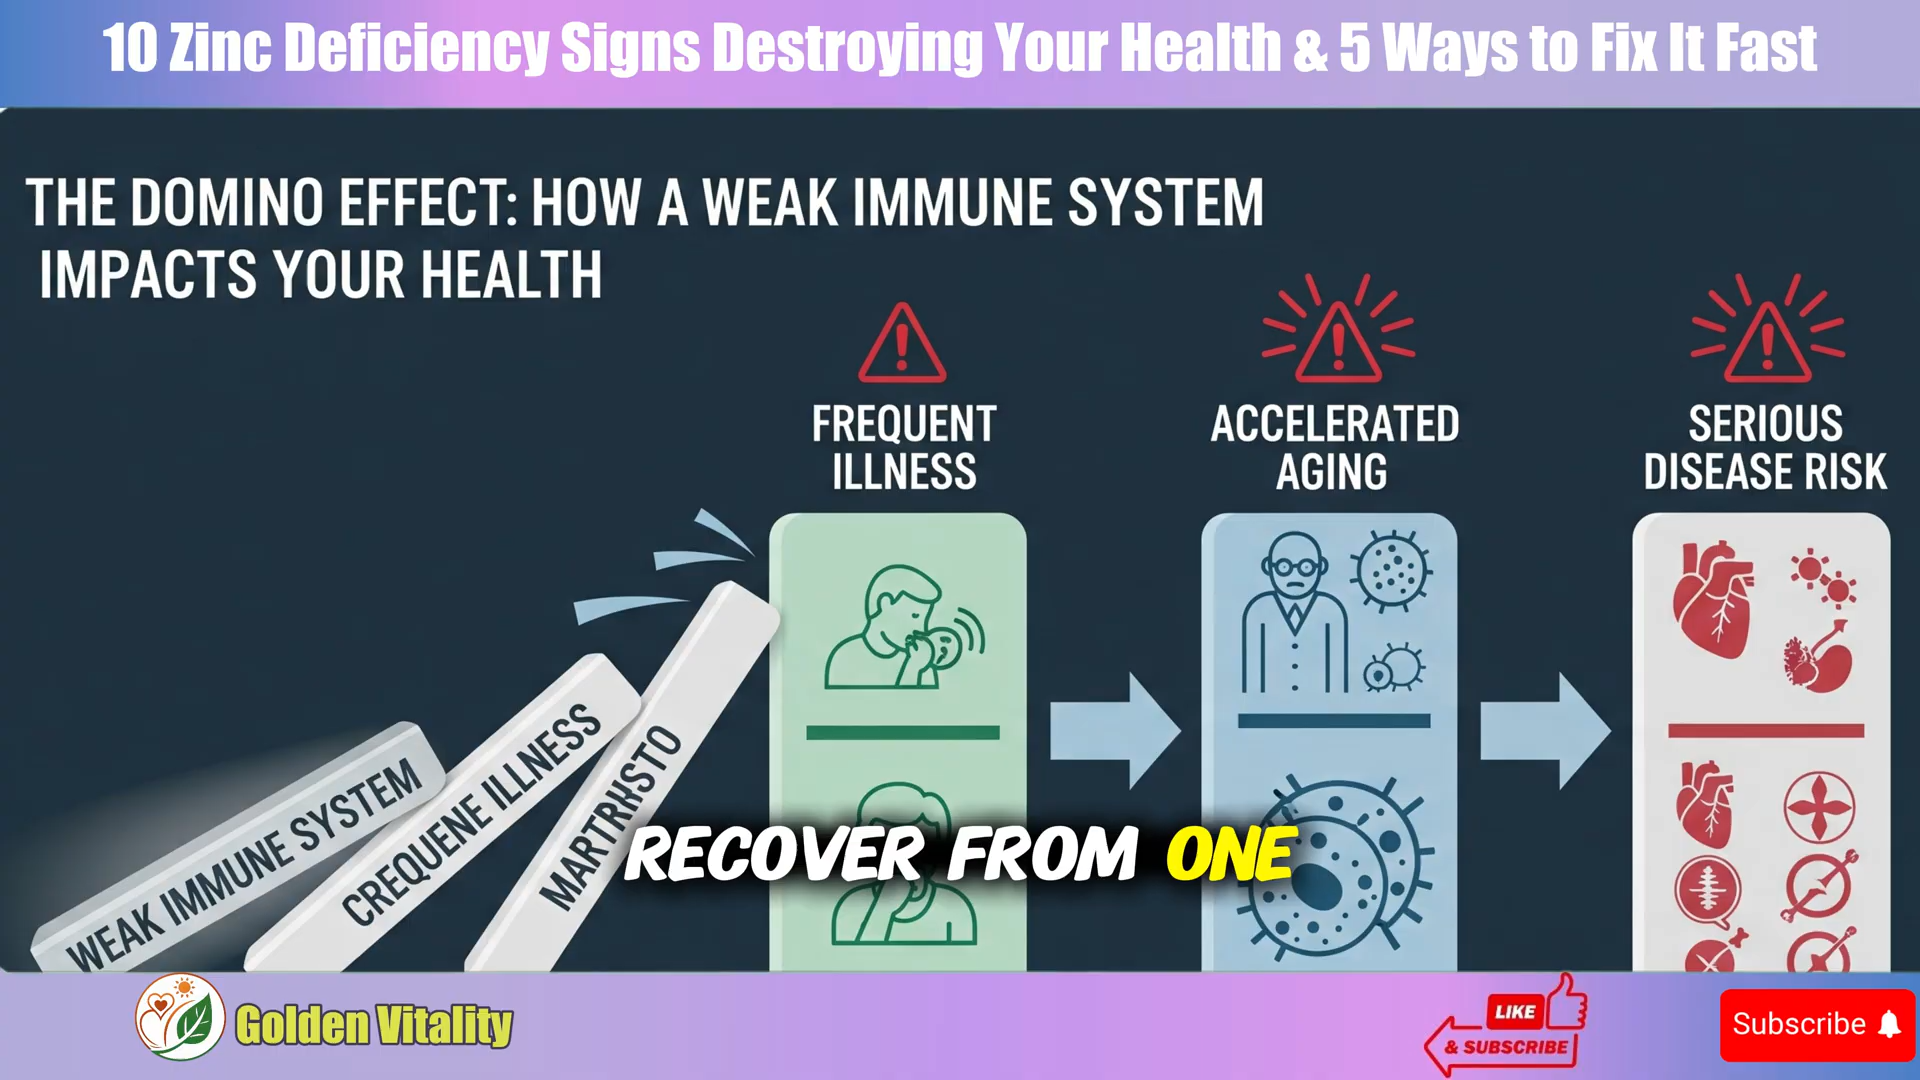 10 Zinc Deficiency Signs Destroying Your Health & 5 Ways to Fix It Fast
THE DOMINO EFFECT: HOW A WEAK IMMUNE SYSTEM
IMPACTS YOUR HEALTH
FREQUENT
ILLNESS
ACCELERATED
AGING
SERIOUS
DISEASE RISK
WEAK IMMUNE SYSTEM
CREQUENE ILLNESS
RECOVER FROM ONE
Golden Vitality
LIKE
& SUBSCRIBE
Subscribe